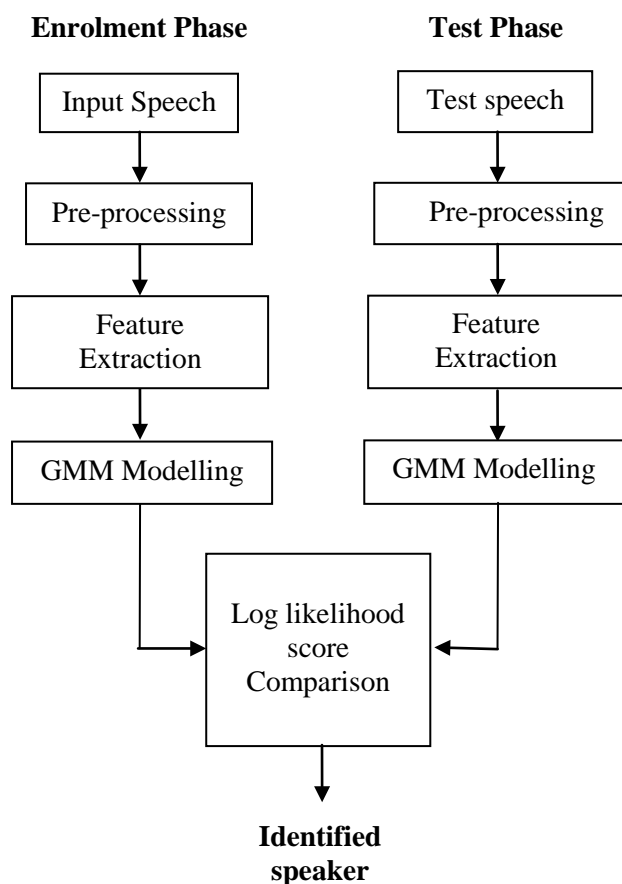 Enrolment Phase
Test Phase
Input Speech
Test speech
Pre-processing
Pre-processing
Feature
Extraction
Feature
Extraction
GMM Modelling
GMM Modelling
Log likelihood
score
Comparison
Identified
speaker